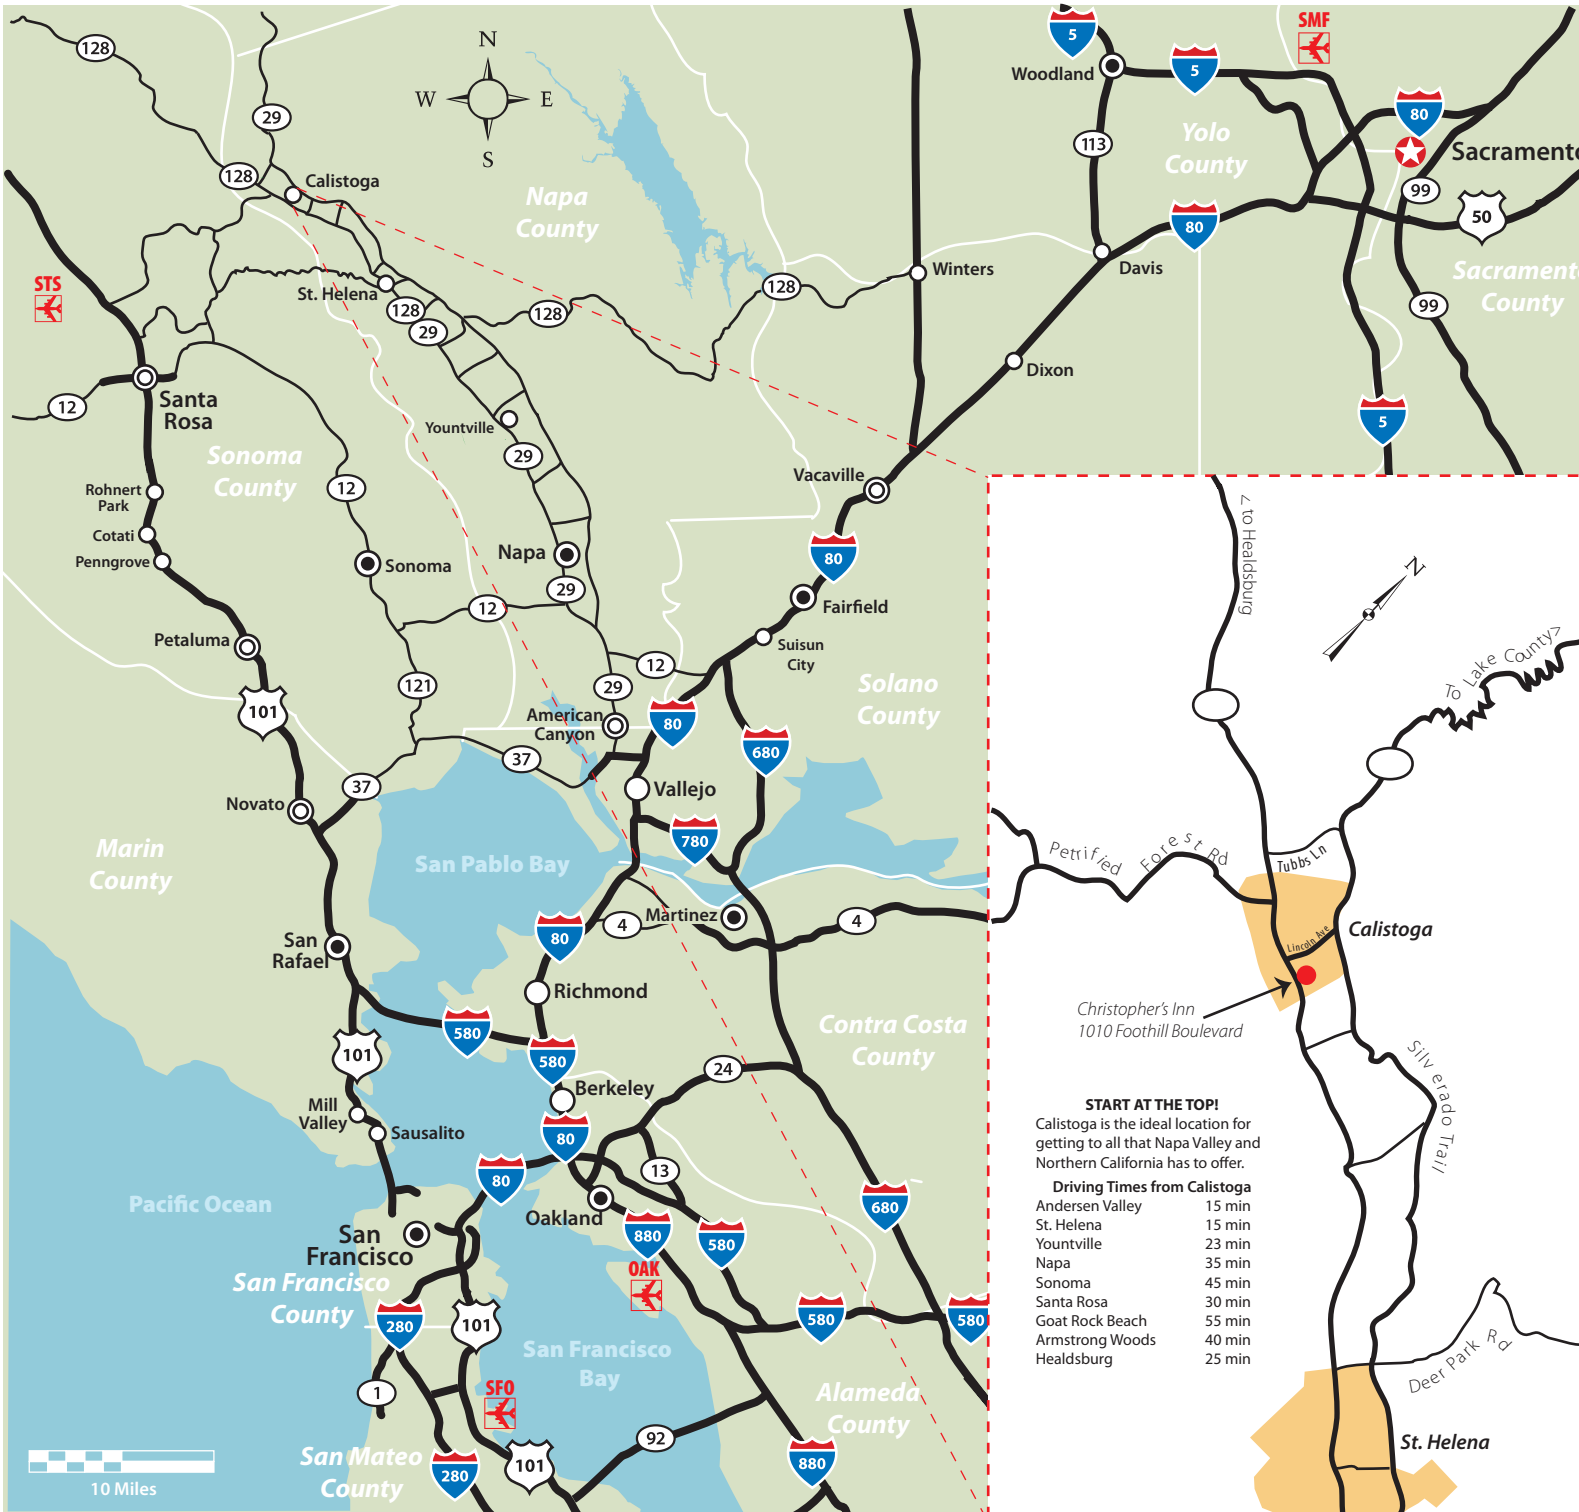 128
29
128
Calistoga
N
W
E
S
Napa
County
5
Woodland
5
SMF
80
Yolo
County
113
Sacramento
99
50
80
Davis
Winters
128
Sacrament
County
99
STS
St. Helena
128
29
128
Dixon
5
Santa
Rosa
12
Yountville
29
Sonoma
County
12
Rohnert
Park
Cotati
Penngrove
Vacaville
80
Napa
29
Sonoma
12
Fairfield
Suisun
City
Petaluma
12
121
29
101
American
Canyon
80
Solano
County
680
37
37
Novato
Vallejo
780
Marin
County
San Pablo Bay
Martinez
4
4
80
San
Rafael
Richmond
580
580
101
Contra Costa
County
24
Berkeley
Mill
Valley
Sausalito
80
13
80
Pacific Ocean
Oakland
680
San
Francisco
880
580
OAK
San Francisco
County
280
101
580
580
San Francisco
Bay
1
SFO
Alameda
County
92
San Mateo
County
280
101
880
10 Miles
< to Healdsburg
N
To Lake County>
Petrified Forest Rd
Tubbs Ln
Calistoga
Lincoln Ave
Christopher's Inn
1010 Foothill Boulevard
Silverado Trail
START AT THE TOP!
Calistoga is the ideal location for
getting to all that Napa Valley and
Northern California has to offer.
Driving Times from Calistoga
Andersen Valley 15 min
St. Helena 15 min
Yountville 23 min
Napa 35 min
Sonoma 45 min
Santa Rosa 30 min
Goat Rock Beach 55 min
Armstrong Woods 40 min
Healdsburg 25 min
Deer Park Rd
St. Helena